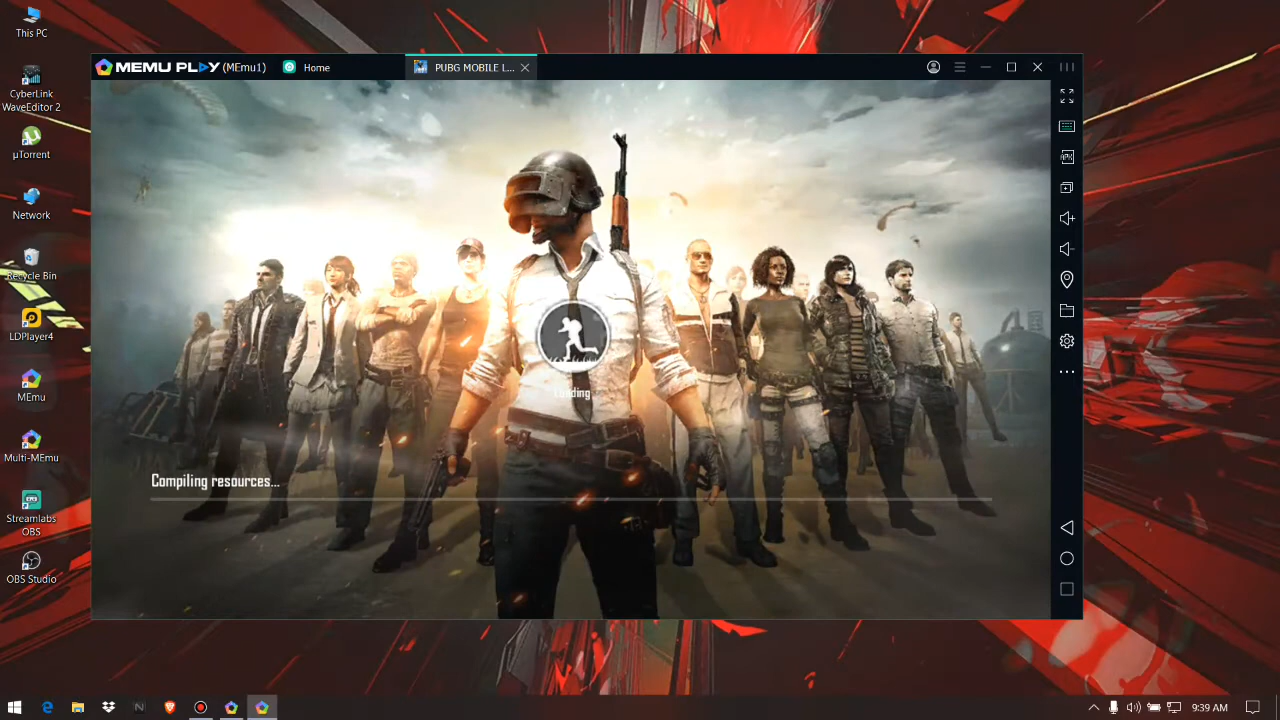 This PC
CyberLink
WaveEditor 2
µTorrent
Network
Recycle Bin
LDPlayer4
MEmu
Multi-MEmu
Streamlabs
OBS
OBS Studio
MEMU PLAY (MEmu1)
Home
PUBG MOBILE L...
APK
Loading
Compiling resources...
9:39 AM